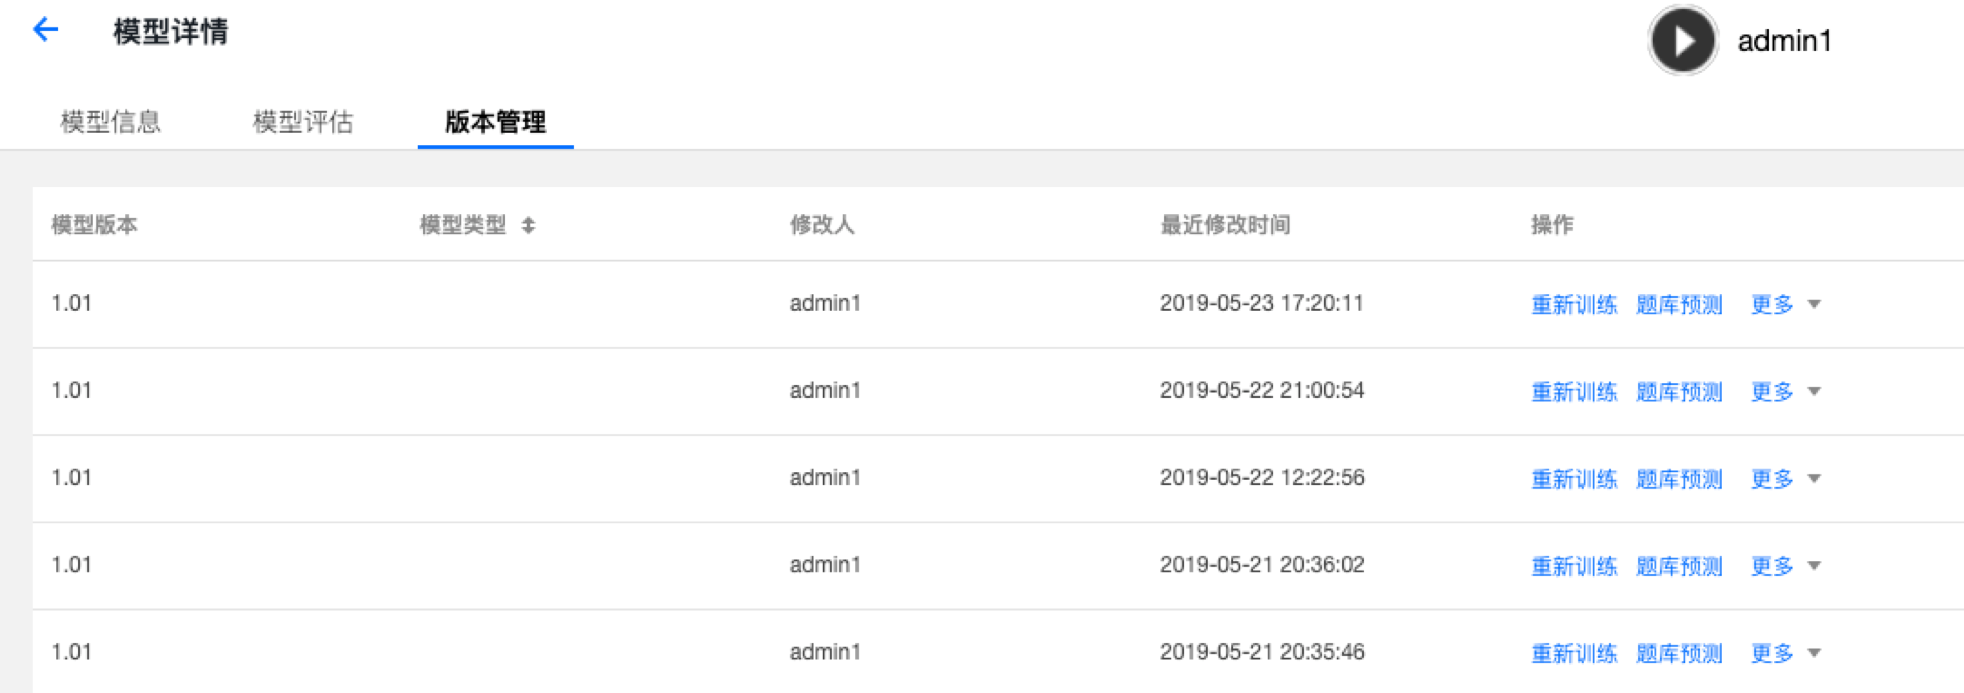 模型详情
admin1
模型信息 模型评估 版本管理
模型版本 模型类型 修改人 最近修改时间 操作
1.01 admin1 2019-05-23 17:20:11 重新训练 题库预测 更多
1.01 admin1 2019-05-22 21:00:54 重新训练 题库预测 更多
1.01 admin1 2019-05-22 12:22:56 重新训练 题库预测 更多
1.01 admin1 2019-05-21 20:36:02 重新训练 题库预测 更多
1.01 admin1 2019-05-21 20:35:46 重新训练 题库预测 更多